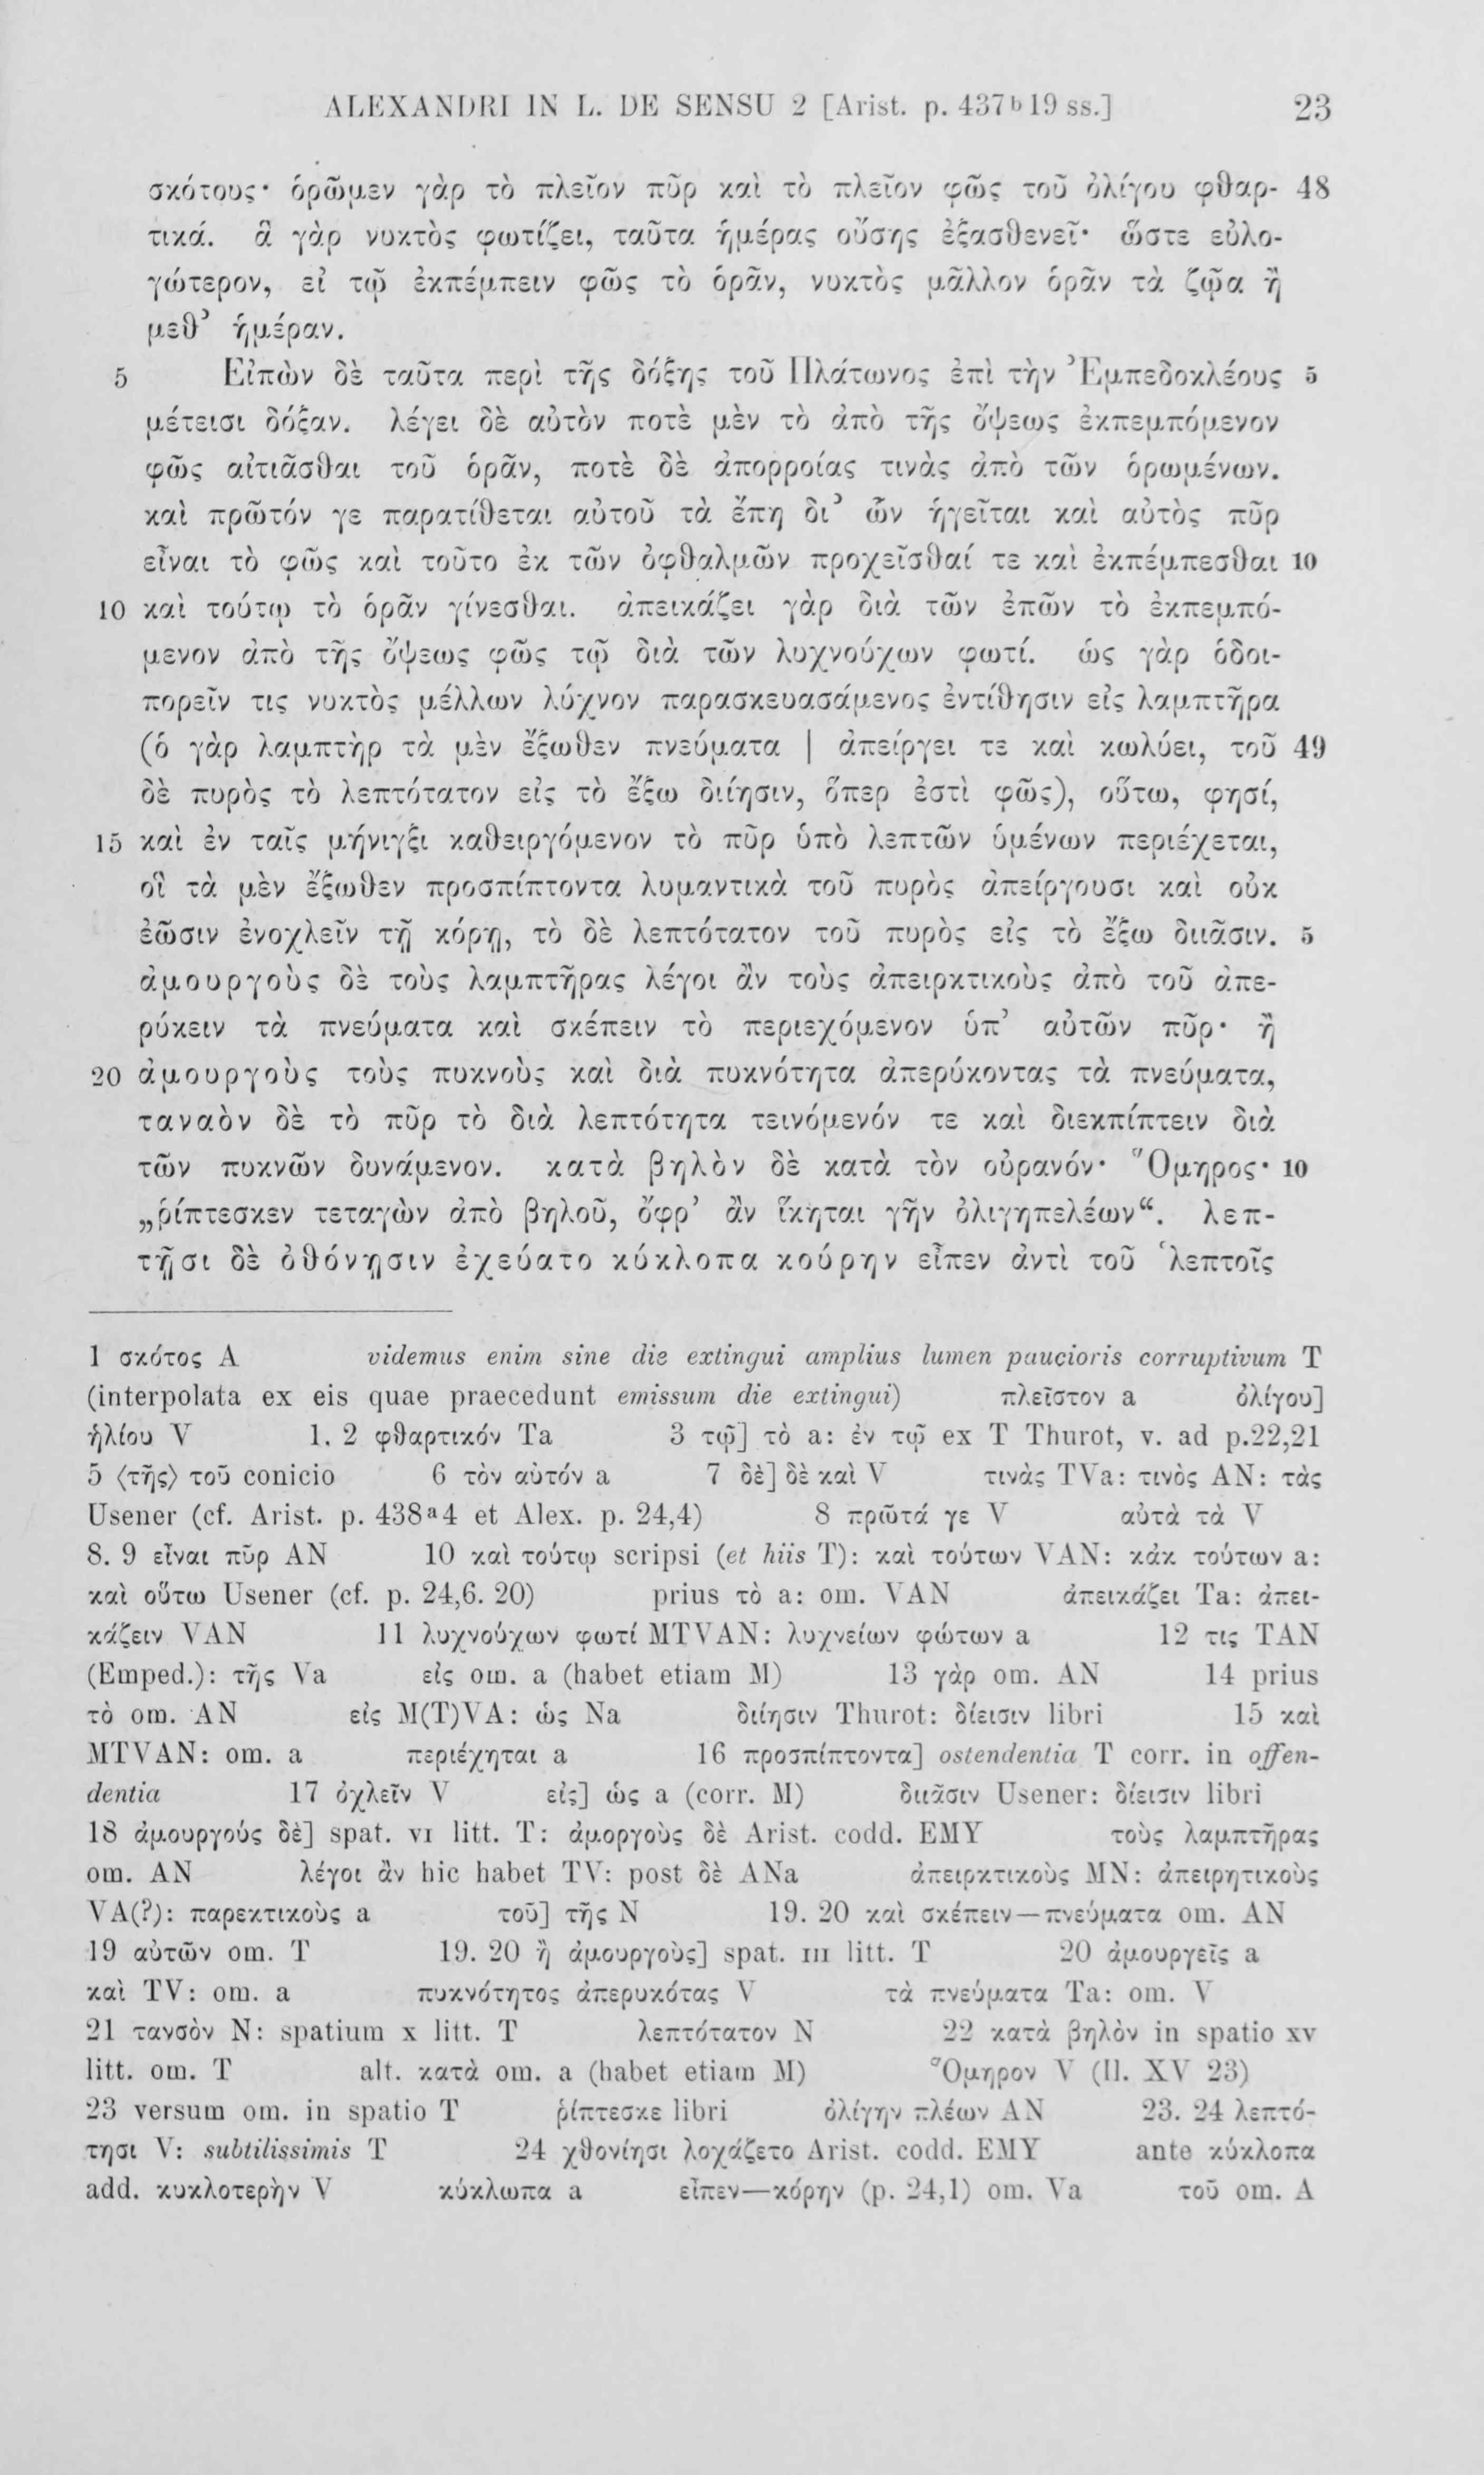 ALEXANDRI IN L. DE SENSU 2 [Arist. p. 437ᵇ19 ss.] 23
σκότους· ὁρῶμεν γὰρ τὸ πλεῖον πῦρ καὶ τὸ πλεῖον φῶς τοῦ ὀλίγου φθαρ- 48
τικά. ἃ γὰρ νυκτὸς φωτίζει, ταῦτα ἡμέρας οὔσης ἐξασθενεῖ· ὥστε εὐλο-
γώτερον, εἰ τῷ ἐκπέμπειν φῶς τὸ ὁρᾶν, νυκτὸς μᾶλλον ὁρᾶν τὰ ζῷα ἢ
μεθ’ ἡμέραν.
5 Εἰπὼν δὲ ταῦτα περὶ τῆς δόξης τοῦ Πλάτωνος ἐπὶ τὴν Ἐμπεδοκλέους 5
μέτεισι δόξαν. λέγει δὲ αὐτὸν ποτὲ μὲν τὸ ἀπὸ τῆς ὄψεως ἐκπεμπόμενον
φῶς αἰτιᾶσθαι τοῦ ὁρᾶν, ποτὲ δὲ ἀπορροίας τινὰς ἀπὸ τῶν ὁρωμένων.
καὶ πρῶτόν γε παρατίθεται αὐτοῦ τὰ ἔπη δι’ ὧν ἡγεῖται καὶ αὐτὸς πῦρ
εἶναι τὸ φῶς καὶ τοῦτο ἐκ τῶν ὀφθαλμῶν προχεῖσθαί τε καὶ ἐκπέμπεσθαι 10
10 καὶ τούτῳ τὸ ὁρᾶν γίνεσθαι. ἀπεικάζει γὰρ διὰ τῶν ἐπῶν τὸ ἐκπεμπό-
μενον ἀπὸ τῆς ὄψεως φῶς τῷ διὰ τῶν λυχνούχων φωτί. ὡς γὰρ ὁδοι-
πορεῖν τις νυκτὸς μέλλων λύχνον παρασκευασάμενος ἐντίθησιν εἰς λαμπτῆρα
(ὁ γὰρ λαμπτὴρ τὰ μὲν ἔξωθεν πνεύματα | ἀπείργει τε καὶ κωλύει, τοῦ 49
δὲ πυρὸς τὸ λεπτότατον εἰς τὸ ἔξω διίησιν, ὅπερ ἐστὶ φῶς), οὕτω, φησί,
15 καὶ ἐν ταῖς μήνιγξι καθειργόμενον τὸ πῦρ ὑπὸ λεπτῶν ὑμένων περιέχεται,
οἳ τὰ μὲν ἔξωθεν προσπίπτοντα λυμαντικὰ τοῦ πυρὸς ἀπείργουσι καὶ οὐκ
ἐῶσιν ἐνοχλεῖν τῇ κόρῃ, τὸ δὲ λεπτότατον τοῦ πυρὸς εἰς τὸ ἔξω διιᾶσιν. 5
ἀμουργοὺς δὲ τοὺς λαμπτῆρας λέγοι ἂν τοὺς ἀπειρκτικοὺς ἀπὸ τοῦ ἀπε-
ρύκειν τὰ πνεύματα καὶ σκέπειν τὸ περιεχόμενον ὑπ’ αὐτῶν πῦρ· ἢ
20 ἀμουργοὺς τοὺς πυκνοὺς καὶ διὰ πυκνότητα ἀπερύκοντας τὰ πνεύματα,
ταναὸν δὲ τὸ πῦρ τὸ διὰ λεπτότητα τεινόμενόν τε καὶ διεκπίπτειν διὰ
τῶν πυκνῶν δυνάμενον. κατὰ βηλὸν δὲ κατὰ τὸν οὐρανόν· Ὅμηρος· 10
„ῥίπτεσκεν τεταγὼν ἀπὸ βηλοῦ, ὄφρ’ ἂν ἵκηται γῆν ὀλιγηπελέων“. λεπ-
τῇσι δὲ ὀθόνῃσιν ἐχεύατο κύκλοπα κούρην εἶπεν ἀντὶ τοῦ ‘λεπτοῖς
1 σκότος A videmus enim sine die extingui amplius lumen paucioris corruptivum T
(interpolata ex eis quae praecedunt emissum die extingui) πλεῖστον a ὀλίγου]
ἡλίου V 1. 2 φθαρτικόν Ta 3 τῷ] τὸ a: ἐν τῷ ex T Thurot, v. ad p.22,21
5 ⟨τῆς⟩ τοῦ conicio 6 τὸν αὐτόν a 7 δὲ] δὲ καὶ V τινὰς TVa: τινὸς AN: τὰς
Usener (cf. Arist. p. 438ᵃ4 et Alex. p. 24,4) 8 πρῶτά γε V αὐτὰ τὰ V
8. 9 εἶναι πῦρ AN 10 καὶ τούτῳ scripsi (et hiis T): καὶ τούτων VAN: κἀκ τούτων a:
καὶ οὕτω Usener (cf. p. 24,6. 20) prius τὸ a: om. VAN ἀπεικάζει Ta: ἀπει-
κάζειν VAN 11 λυχνούχων φωτί MTVAN: λυχνείων φώτων a 12 τις TAN
(Emped.): τῆς Va εἰς om. a (habet etiam M) 13 γὰρ om. AN 14 prius
τὸ om. AN εἰς M(T)VA: ὡς Na διίησιν Thurot: δίεισιν libri 15 καὶ
MTVAN: om. a περιέχηται a 16 προσπίπτοντα] ostendentia T corr. in offen-
dentia 17 ὀχλεῖν V εἰς] ὡς a (corr. M) διιᾶσιν Usener: δίεισιν libri
18 ἀμουργούς δὲ] spat. VI litt. T: ἀμοργοὺς δὲ Arist. codd. EMY τοὺς λαμπτῆρας
om. AN λέγοι ἂν hic habet TV: post δὲ ANa ἀπειρκτικοὺς MN: ἀπειρητικοὺς
VA(?): παρεκτικοὺς a τοῦ] τῆς N 19. 20 καὶ σκέπειν—πνεύματα om. AN
19 αὐτῶν om. T 19. 20 ἢ ἀμουργοὺς] spat. III litt. T 20 ἀμουργεῖς a
καὶ TV: om. a πυκνότητος ἀπερυκότας V τὰ πνεύματα Ta: om. V
21 τανσὸν N: spatium x litt. T λεπτότατον N 22 κατὰ βηλὸν in spatio xv
litt. om. T alt. κατὰ om. a (habet etiam M) Ὅμηρον V (Il. XV 23)
23 versum om. in spatio T ῥίπτεσκε libri ὀλίγην πλέων AN 23. 24 λεπτό-
τησι V: subtilissimis T 24 χθονίῃσι λοχάζετο Arist. codd. EMY ante κύκλοπα
add. κυκλοτερὴν V κύκλωπα a εἶπεν—κόρην (p. 24,1) om. Va τοῦ om. A